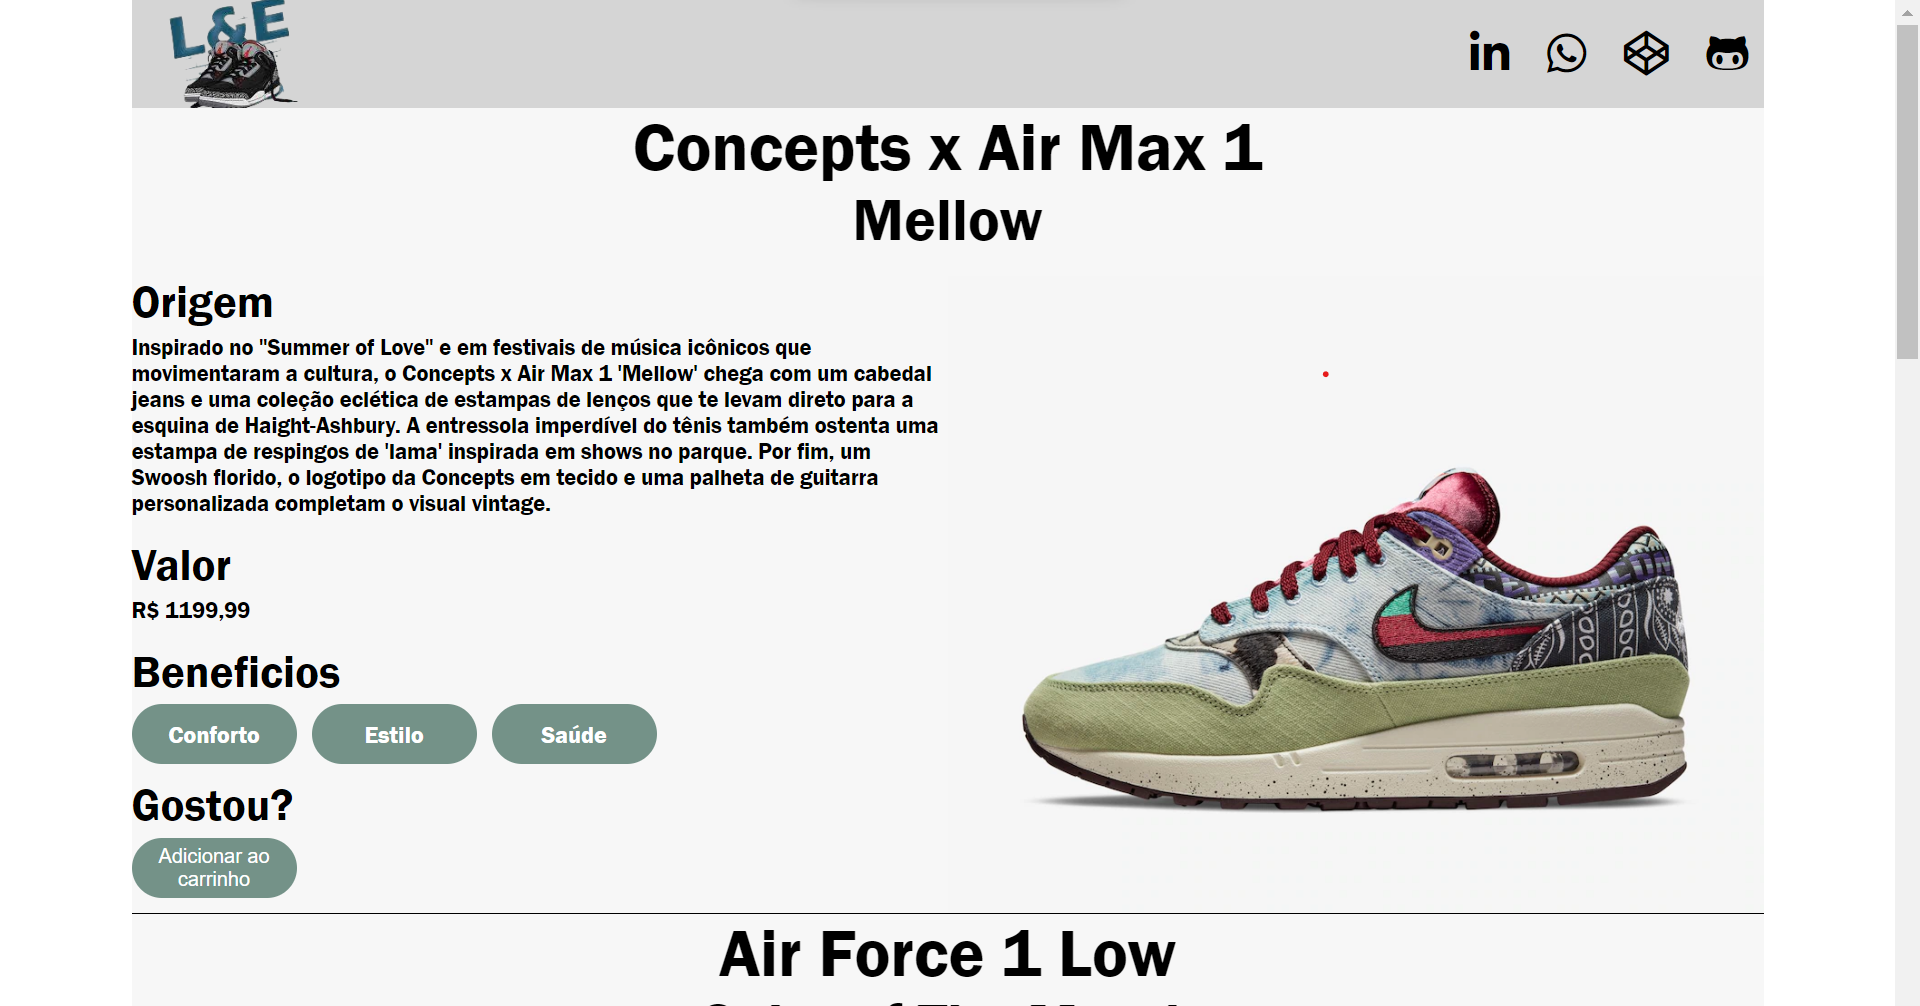 L&E
in
Concepts x Air Max 1
Mellow
Origem
Inspirado no "Summer of Love" e em festivais de música icônicos que
movimentaram a cultura, o Concepts x Air Max 1 'Mellow' chega com um cabedal
jeans e uma coleção eclética de estampas de lenços que te levam direto para a
esquina de Haight-Ashbury. A entressola imperdível do tênis também ostenta uma
estampa de respingos de 'lama' inspirada em shows no parque. Por fim, um
Swoosh florido, o logotipo da Concepts em tecido e uma palheta de guitarra
personalizada completam o visual vintage.
Valor
R$ 1199,99
Beneficios
Conforto
Estilo
Saúde
Gostou?
Adicionar ao
carrinho
Air Force 1 Low